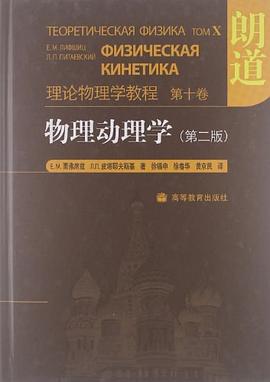 ТЕОРЕТИЧЕСКАЯ ФИЗИКА ТОМ X
Е. М. ЛИФШИЦ
Л. П. ПИТАЕВСКИЙ
ФИЗИЧЕСКАЯ
КИНЕТИКА
朗道
理论物理学教程 第十卷
物理动理学(第二版)
E.M. 栗弗席兹 Л.П. 皮塔耶夫斯基 著 徐锡申 徐春华 黄京民 译
高等教育出版社